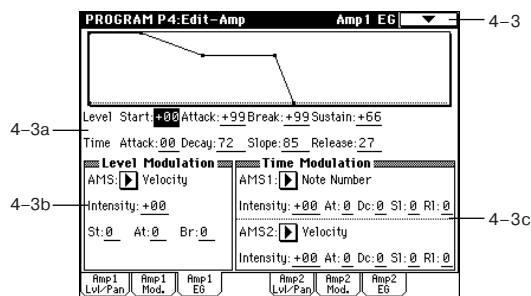 PROGRAM P4:Edit-Amp Amp1 EG
4-3
Level Start:+00 Attack:+99 Break:+99 Sustain:+66
4-3a
Time Attack:00 Decay:72 Slope:85 Release:27
Level Modulation
AMS: Velocity
Intensity:+00
St:0 At:0 Br:0
4-3b
Time Modulation
AMS1: Note Number
Intensity:+00 At:0 Dc:0 Sl:0 Rl:0
AMS2: Velocity
Intensity:+00 At:0 Dc:0 Sl:0 Rl:0
4-3c
Amp1 Lvl/Pan
Amp1 Mod.
Amp1 EG
Amp2 Lvl/Pan
Amp2 Mod.
Amp2 EG